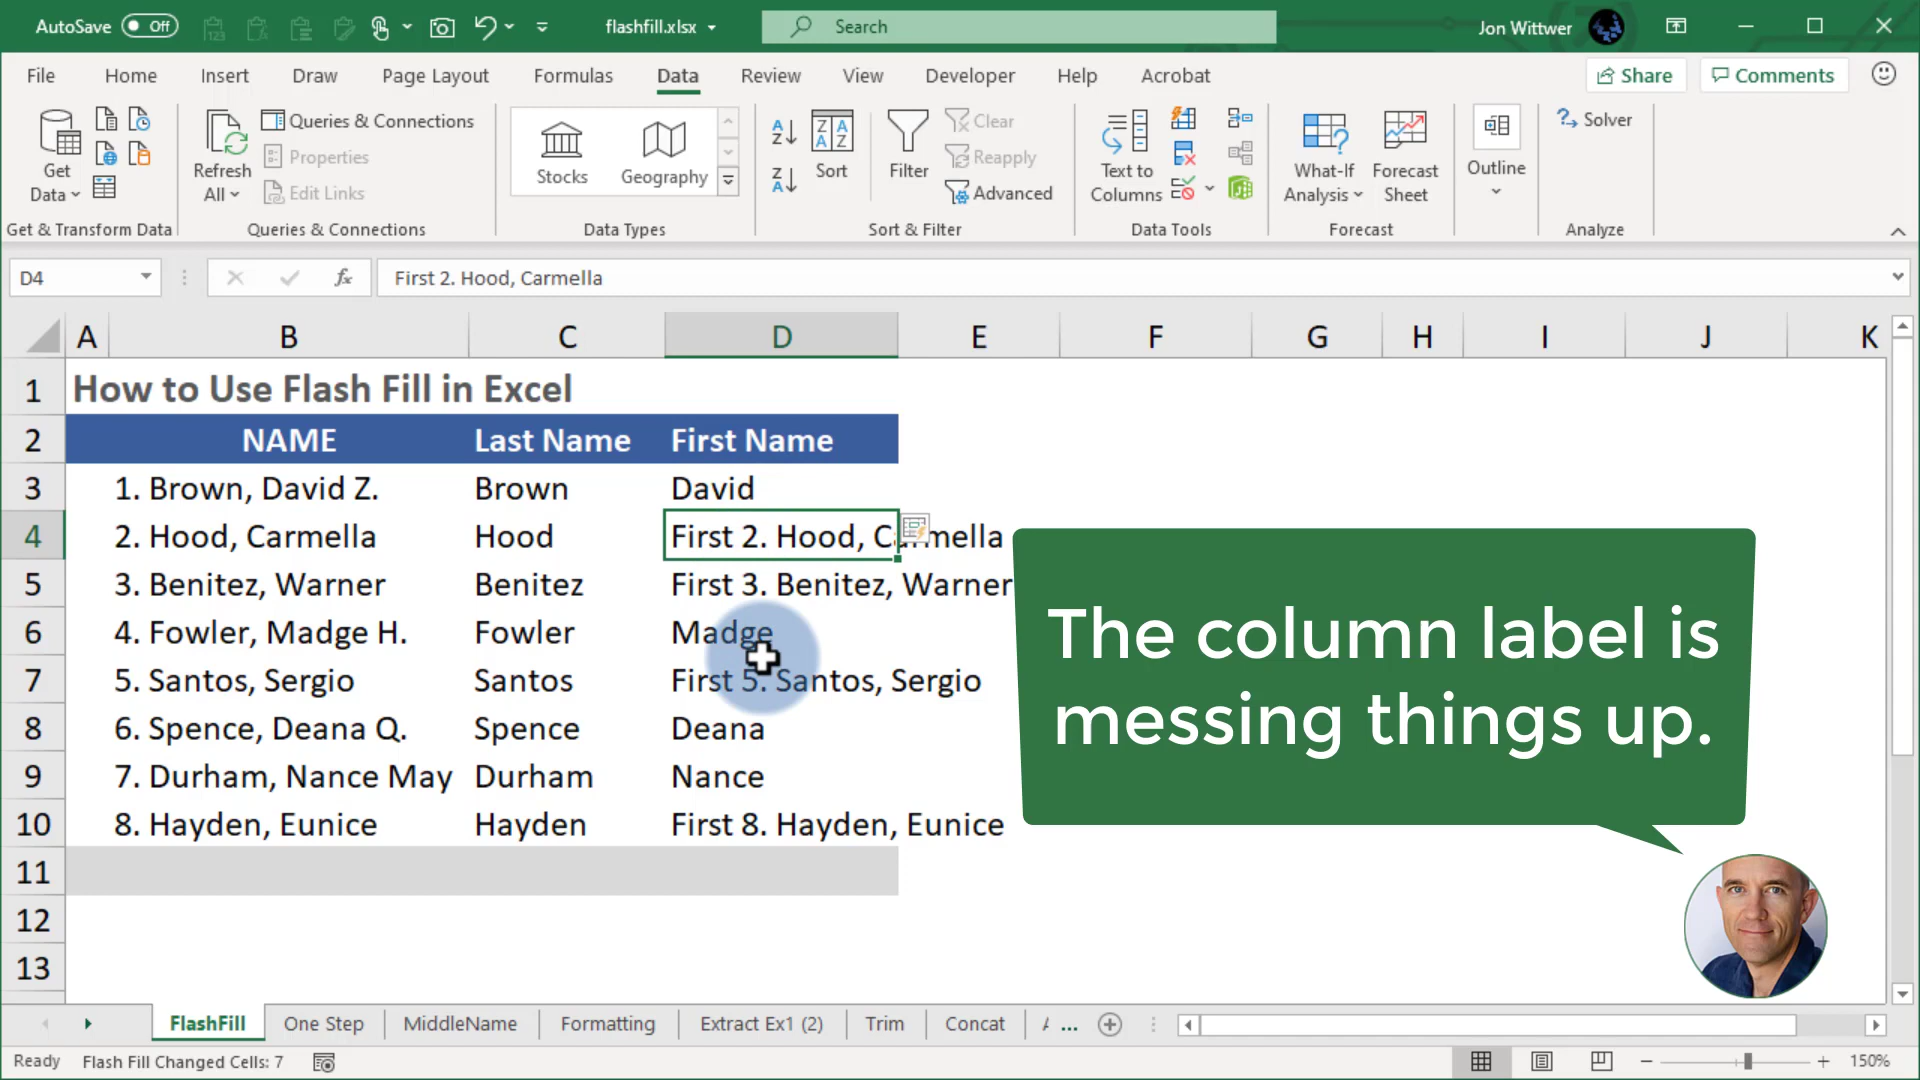 AutoSave Off flashfill.xlsx Search Jon Wittwer
File Home Insert Draw Page Layout Formulas Data Review View Developer Help Acrobat Share Comments
Get Data
Refresh All
Queries & Connections
Properties
Edit Links
Stocks Geography
Sort
Filter
Clear
Reapply
Advanced
Text to Columns
What-If Analysis
Forecast Sheet
Outline
Solver
Get & Transform Data Queries & Connections Data Types Sort & Filter Data Tools Forecast Analyze
D4 fx First 2. Hood, Carmella
A B C D E F G H I J K
1 How to Use Flash Fill in Excel
2 NAME Last Name First Name
3 1. Brown, David Z. Brown David
4 2. Hood, Carmella Hood First 2. Hood, Carmella
5 3. Benitez, Warner Benitez First 3. Benitez, Warner
6 4. Fowler, Madge H. Fowler Madge
7 5. Santos, Sergio Santos First 5. Santos, Sergio
8 6. Spence, Deana Q. Spence Deana
9 7. Durham, Nance May Durham Nance
10 8. Hayden, Eunice Hayden First 8. Hayden, Eunice
11
12
13
The column label is
messing things up.
FlashFill One Step MiddleName Formatting Extract Ex1 (2) Trim Concat ...
Ready Flash Fill Changed Cells: 7 150%